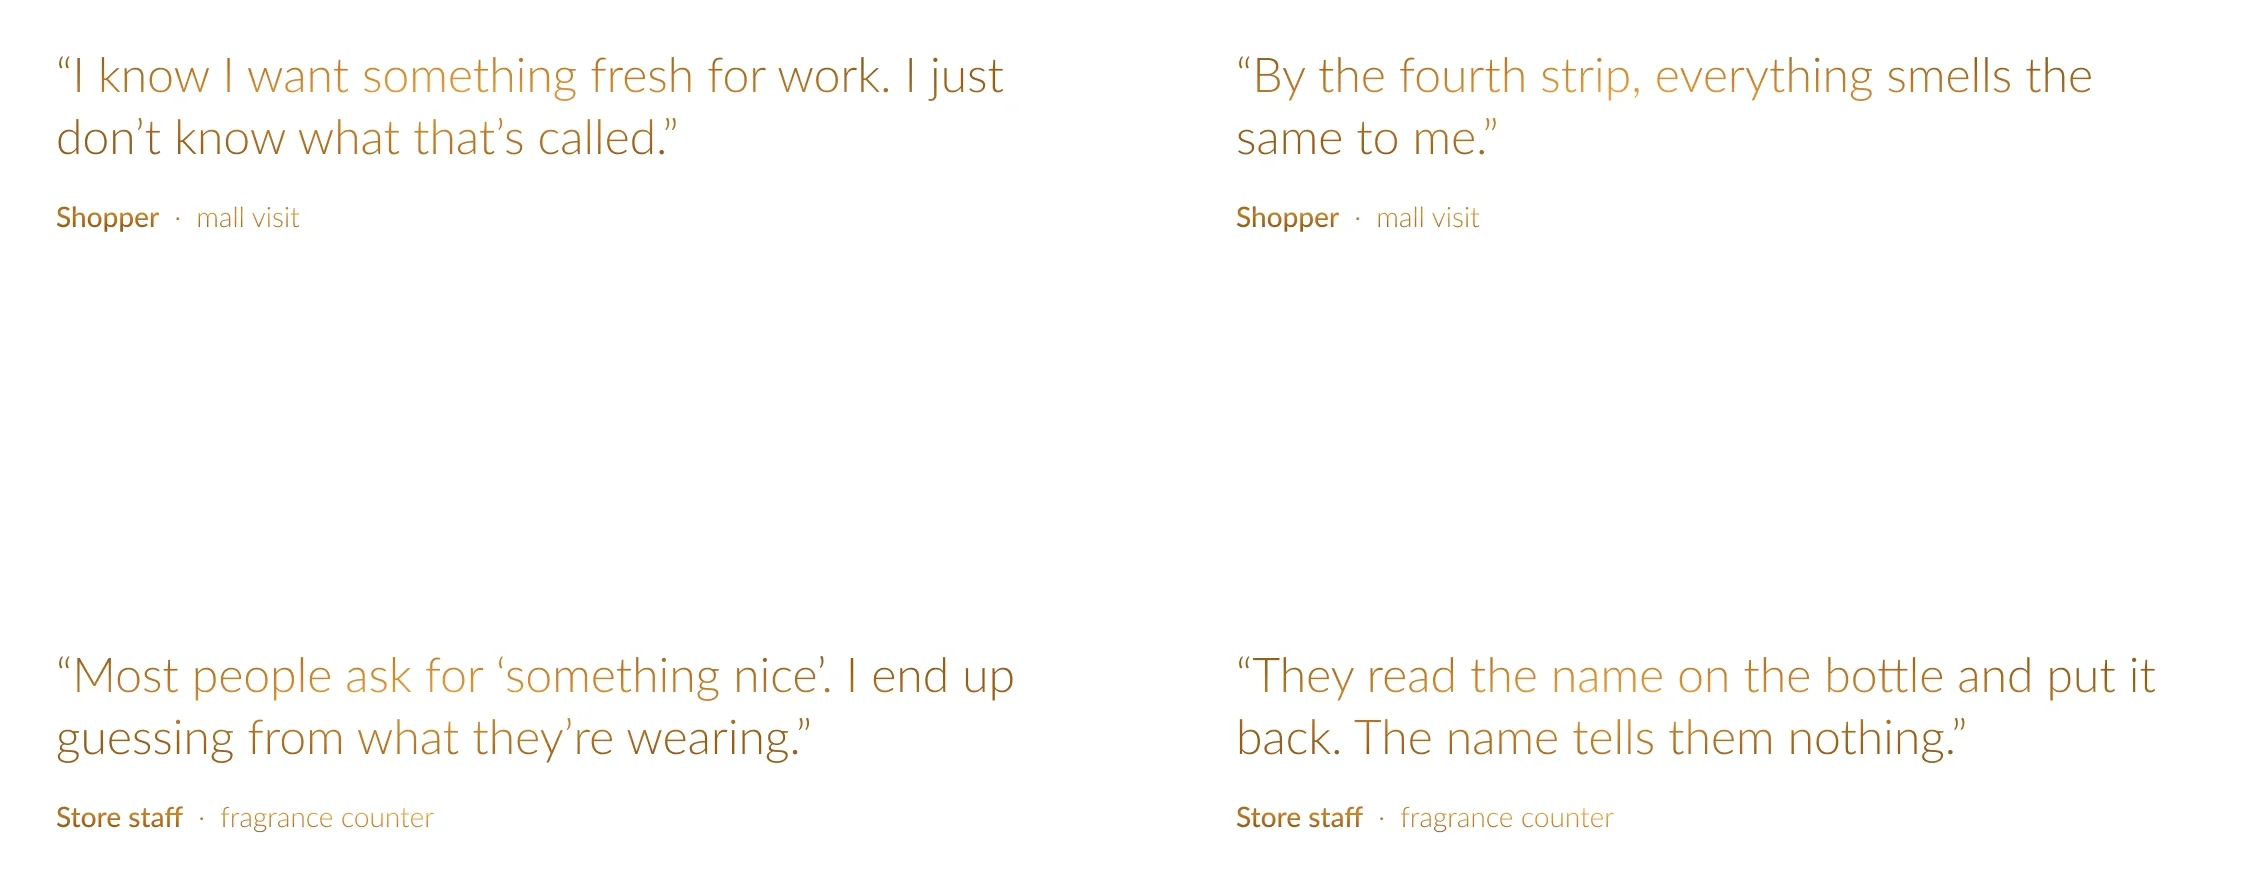 “I know I want something fresh for work. I just
don’t know what that’s called.”
Shopper · mall visit
“By the fourth strip, everything smells the
same to me.”
Shopper · mall visit
“Most people ask for ‘something nice’. I end up
guessing from what they’re wearing.”
Store staff · fragrance counter
“They read the name on the bottle and put it
back. The name tells them nothing.”
Store staff · fragrance counter